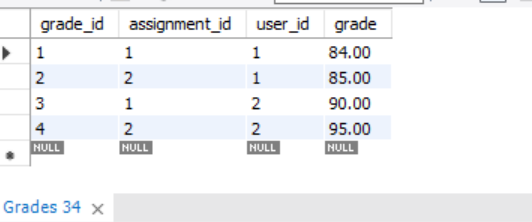 grade_id assignment_id user_id grade
1 1 1 84.00
2 2 1 85.00
3 1 2 90.00
4 2 2 95.00
NULL NULL NULL NULL
Grades 34